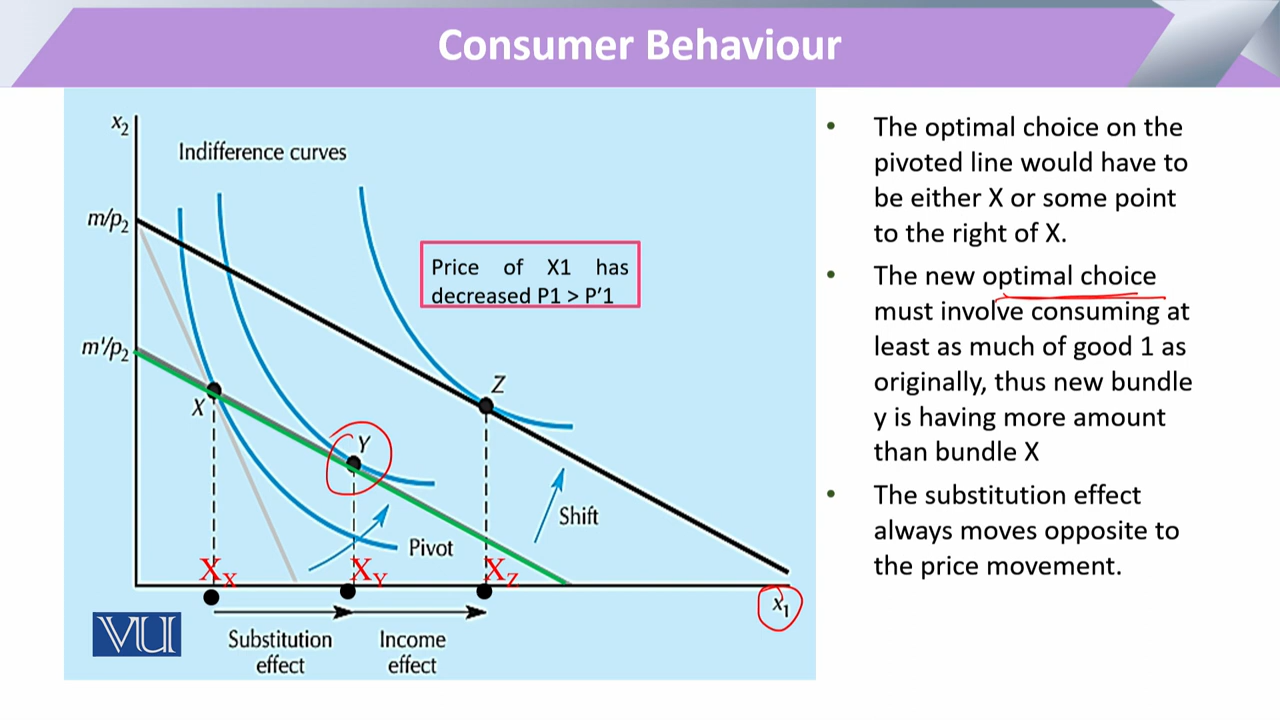 Consumer Behaviour
x₂
Indifference curves
m/p₂
Price of X1 has
decreased P1 > P′1
m'/p₂
X
Y
Z
Shift
Pivot
X_X
X_Y
X_Z
x₁
VU
Substitution
effect
Income
effect
• The optimal choice on the
pivoted line would have to
be either X or some point
to the right of X.
• The new optimal choice
must involve consuming at
least as much of good 1 as
originally, thus new bundle
y is having more amount
than bundle X
• The substitution effect
always moves opposite to
the price movement.